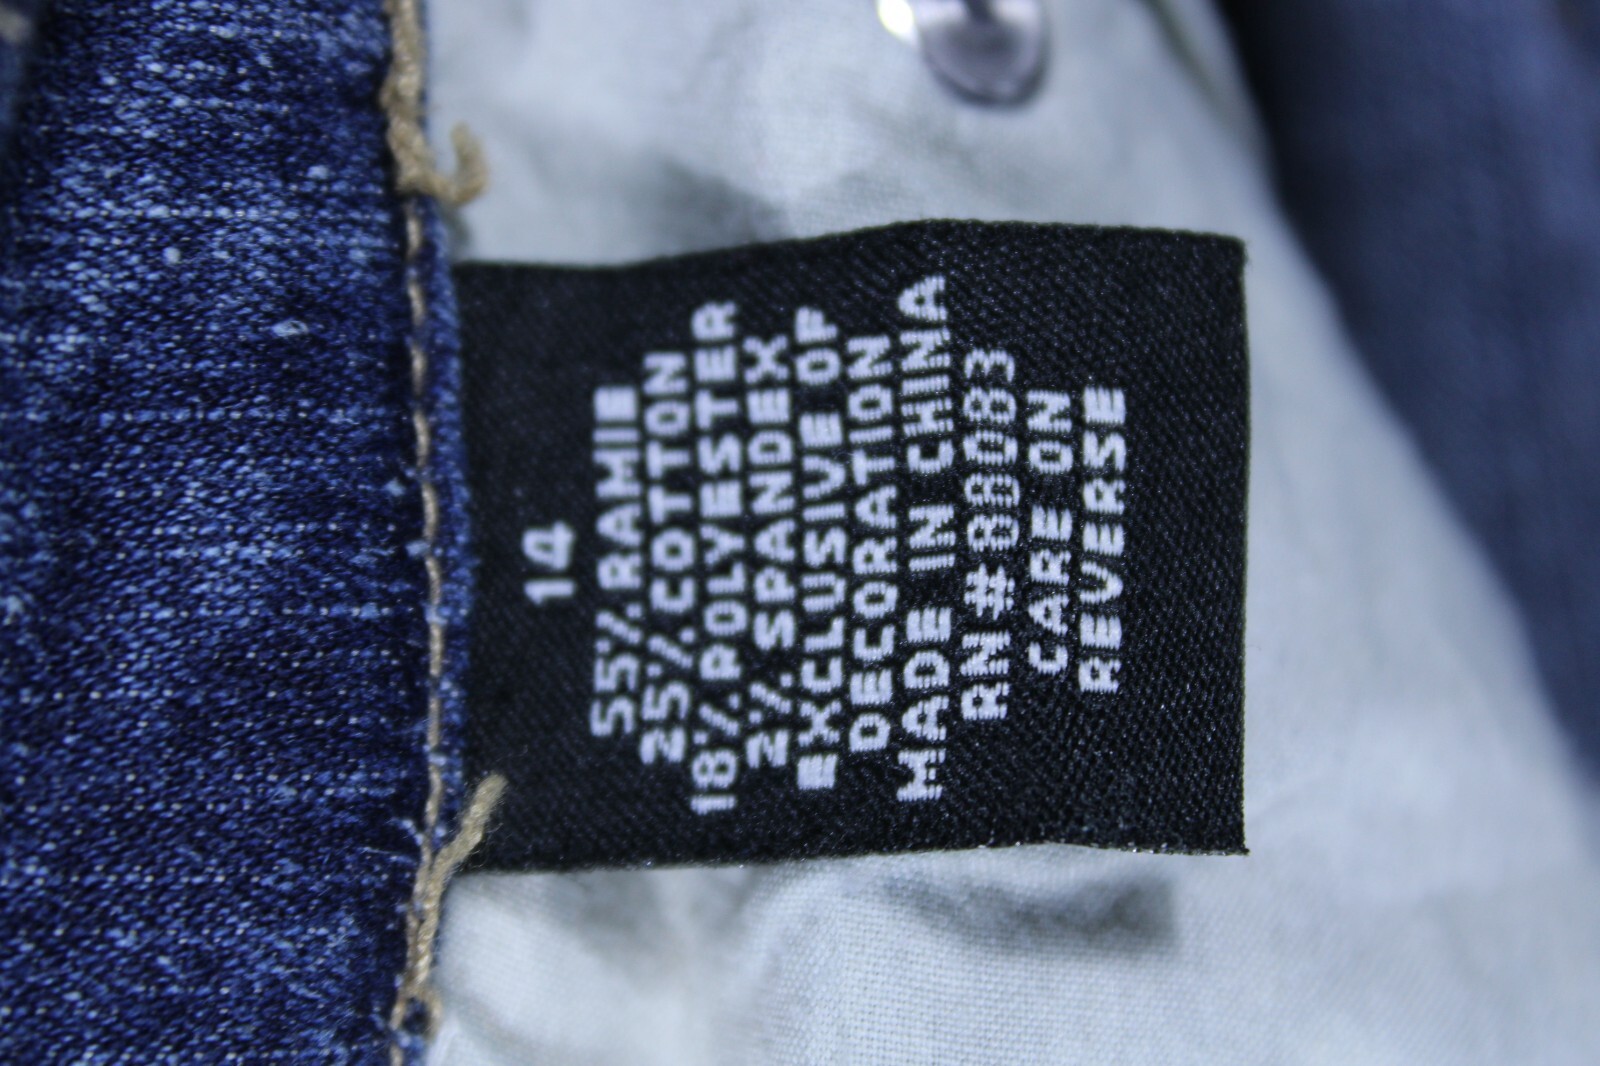 14
55% RAMIE
25% COTTON
18% POLYESTER
2% SPANDEX
EXCLUSIVE OF
DECORATION
MADE IN CHINA
RN # 88083
CARE ON
REVERSE